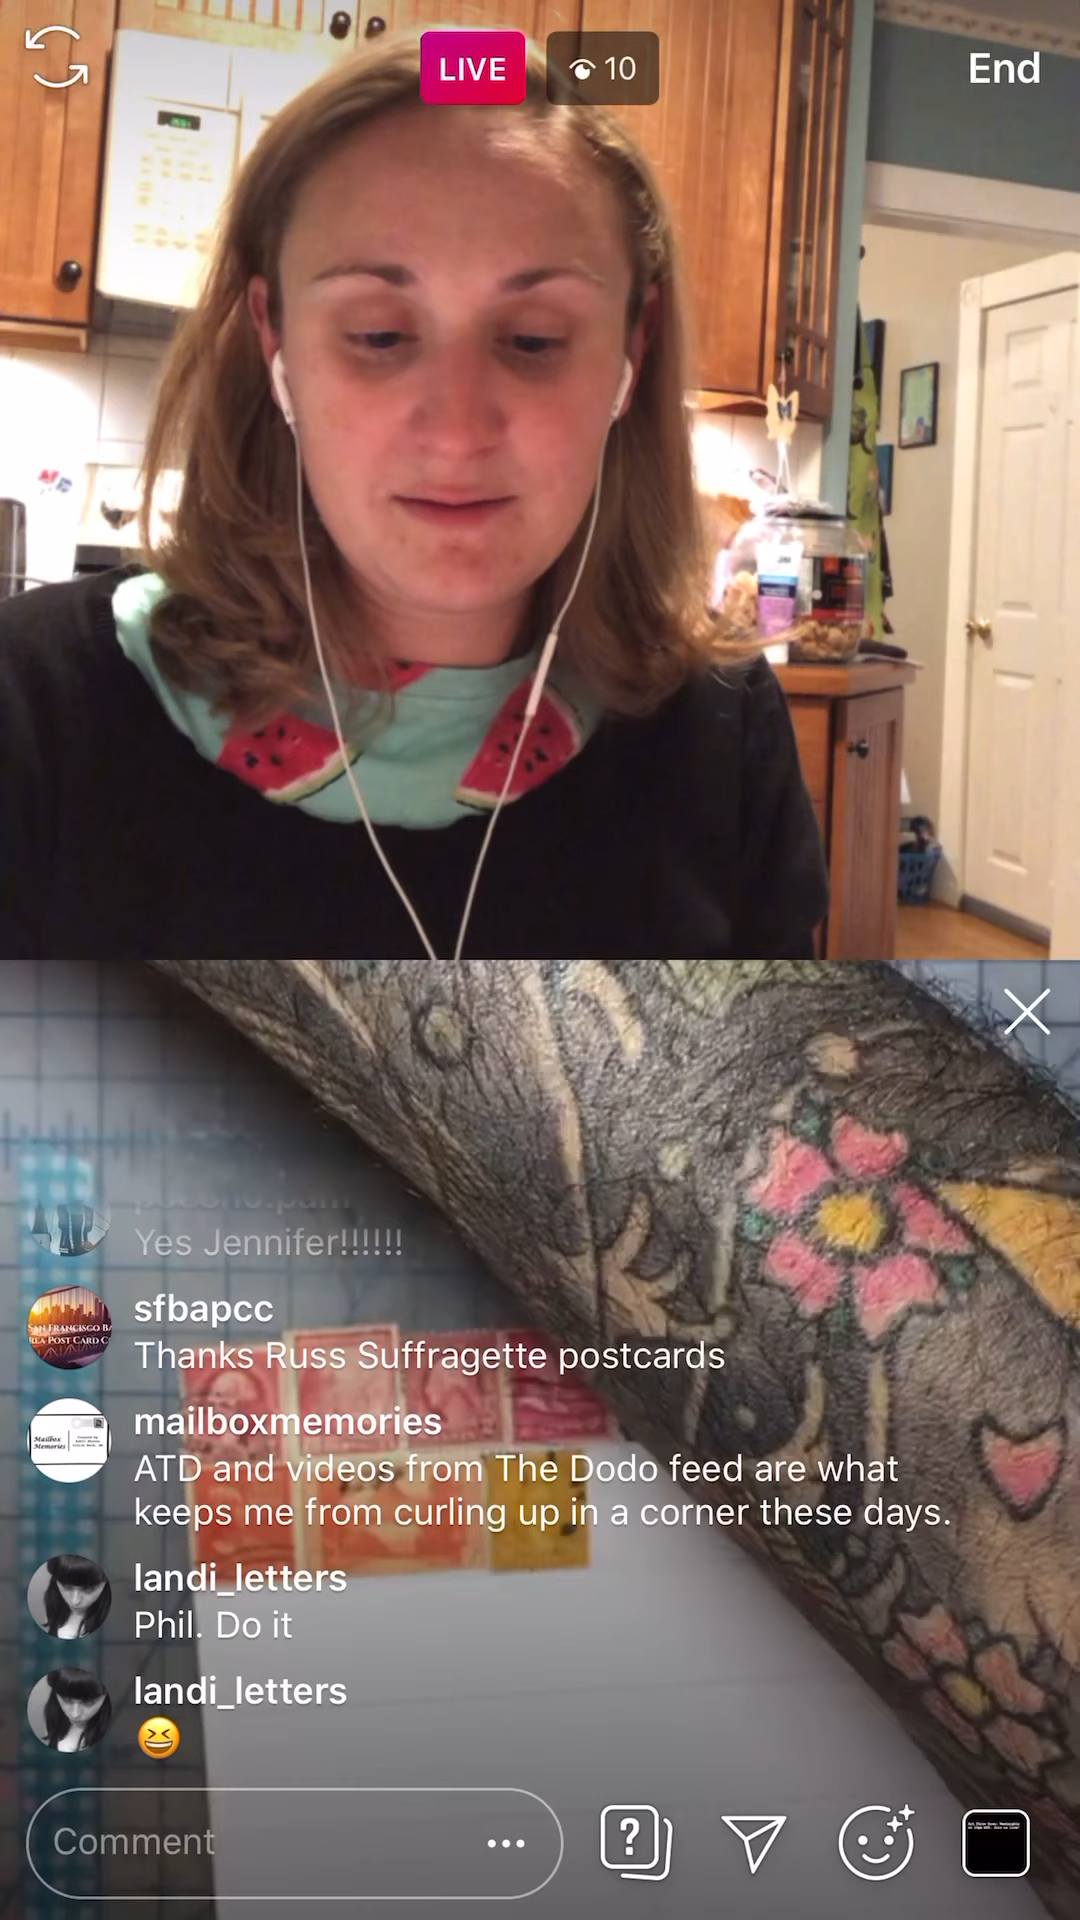 LIVE
10
End
Yes Jennifer!!!!!!
sfbapcc
Thanks Russ Suffragette postcards
mailboxmemories
ATD and videos from The Dodo feed are what
keeps me from curling up in a corner these days.
landi_letters
Phil. Do it
landi_letters
😆
Comment